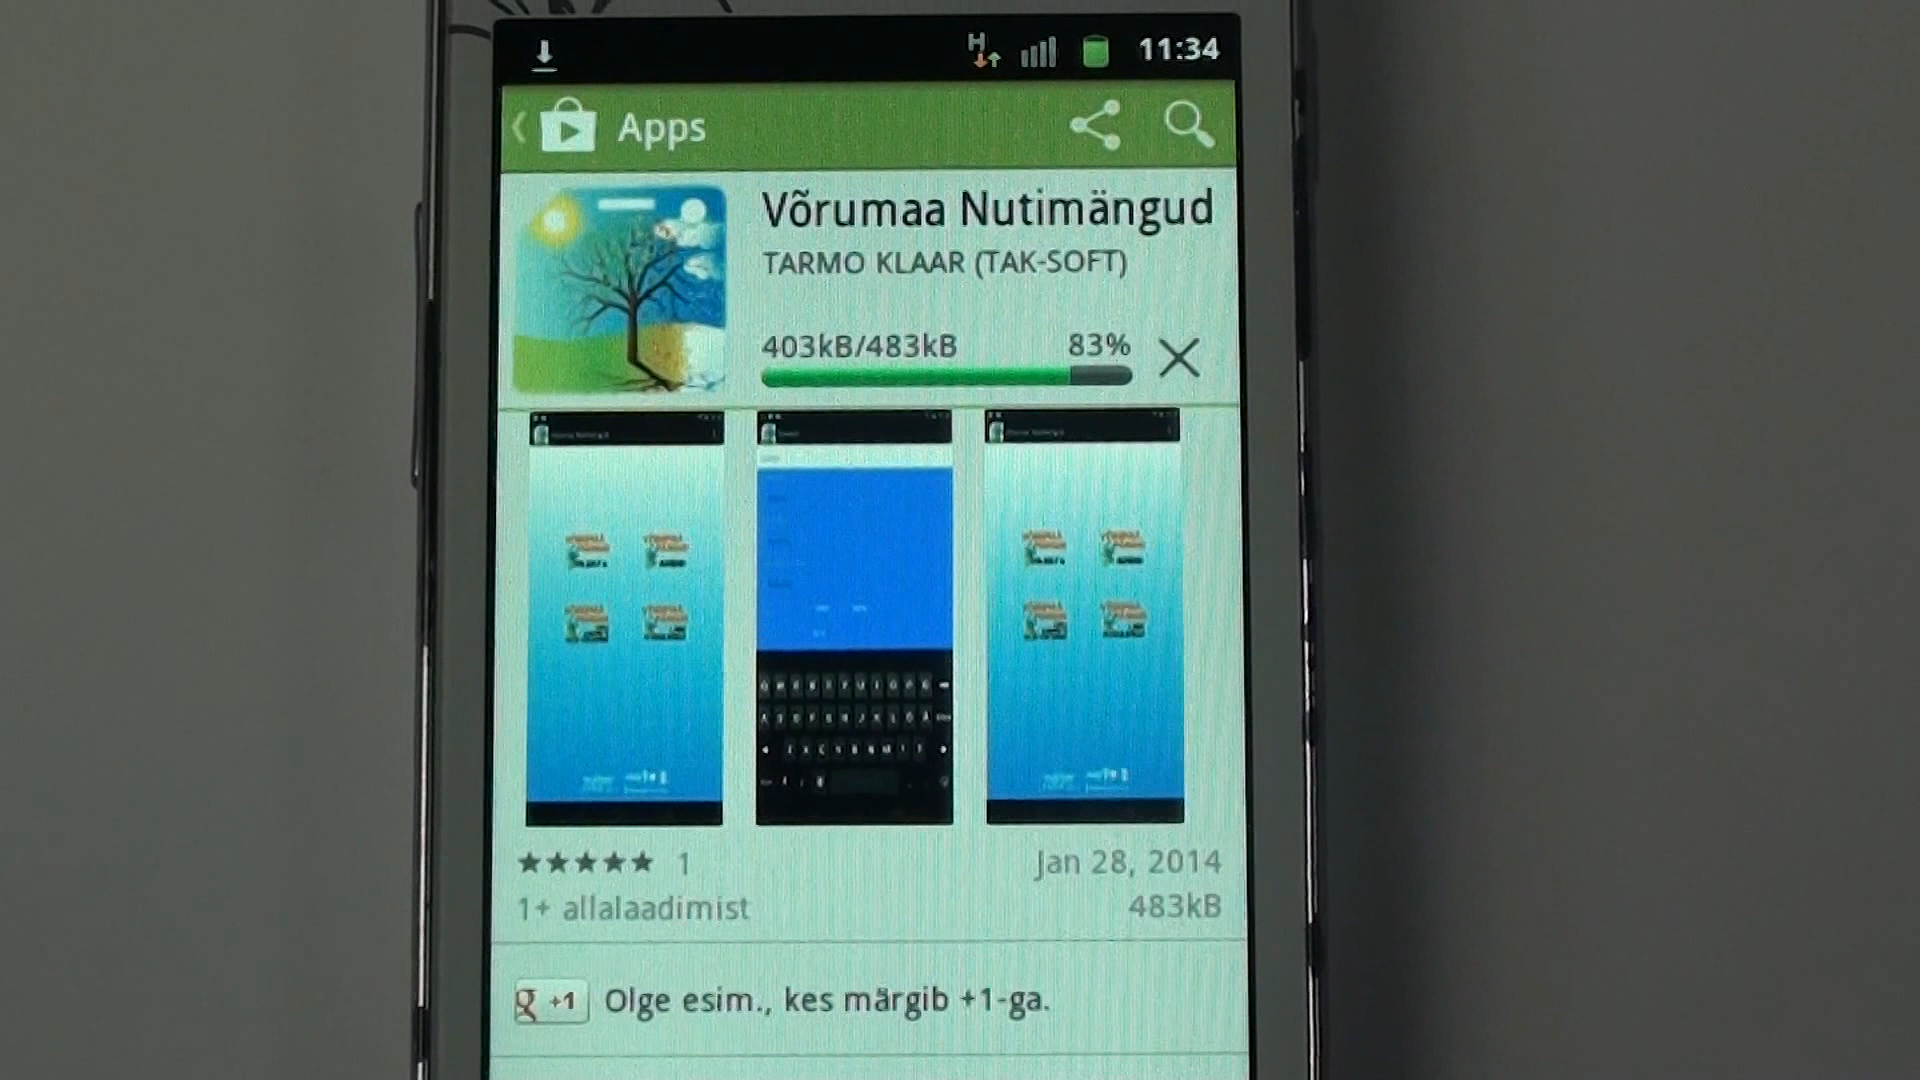 11:34
Apps
Võrumaa Nutimängud
TARMO KLAAR (TAK-SOFT)
403kB/483kB 83%
1 Jan 28, 2014
1+ allalaadimist 483kB
g +1 Olge esim., kes märgib +1-ga.